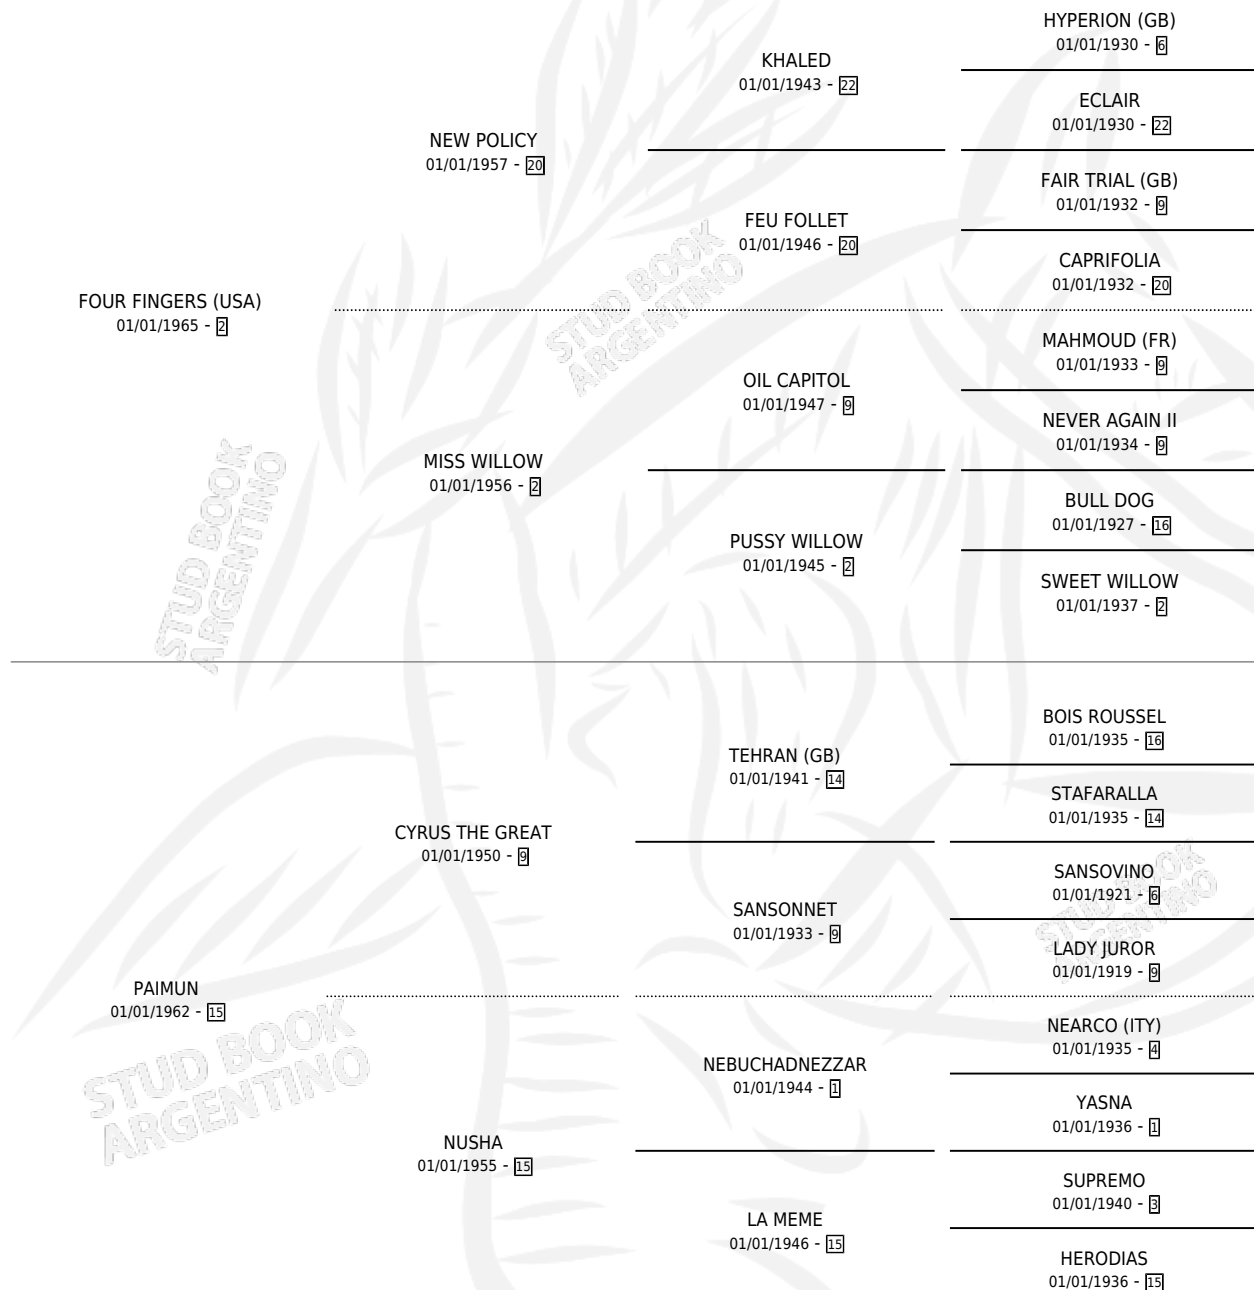 HYPERION (GB)
01/01/1930 - 6
KHALED
01/01/1943 - 22
ECLAIR
01/01/1930 - 22
NEW POLICY
01/01/1957 - 20
FAIR TRIAL (GB)
01/01/1932 - 9
FEU FOLLET
01/01/1946 - 20
CAPRIFOLIA
01/01/1932 - 20
FOUR FINGERS (USA)
01/01/1965 - 2
MAHMOUD (FR)
01/01/1933 - 9
OIL CAPITOL
01/01/1947 - 9
NEVER AGAIN II
01/01/1934 - 9
MISS WILLOW
01/01/1956 - 2
BULL DOG
01/01/1927 - 16
PUSSY WILLOW
01/01/1945 - 2
SWEET WILLOW
01/01/1937 - 2
STUD BOOK
ARGENTINO
STUD BOOK
ARGENTINO
BOIS ROUSSEL
01/01/1935 - 16
TEHRAN (GB)
01/01/1941 - 14
STAFARALLA
01/01/1935 - 14
CYRUS THE GREAT
01/01/1950 - 9
SANSOVINO
01/01/1921 - 6
SANSONNET
01/01/1933 - 9
LADY JUROR
01/01/1919 - 9
STUD BOOK
ARGENTINO
PAIMUN
01/01/1962 - 15
NEARCO (ITY)
01/01/1935 - 4
NEBUCHADNEZZAR
01/01/1944 - 1
YASNA
01/01/1936 - 1
NUSHA
01/01/1955 - 15
SUPREMO
01/01/1940 - 3
LA MEME
01/01/1946 - 15
HERODIAS
01/01/1936 - 15
STUD BOOK
ARGENTINO